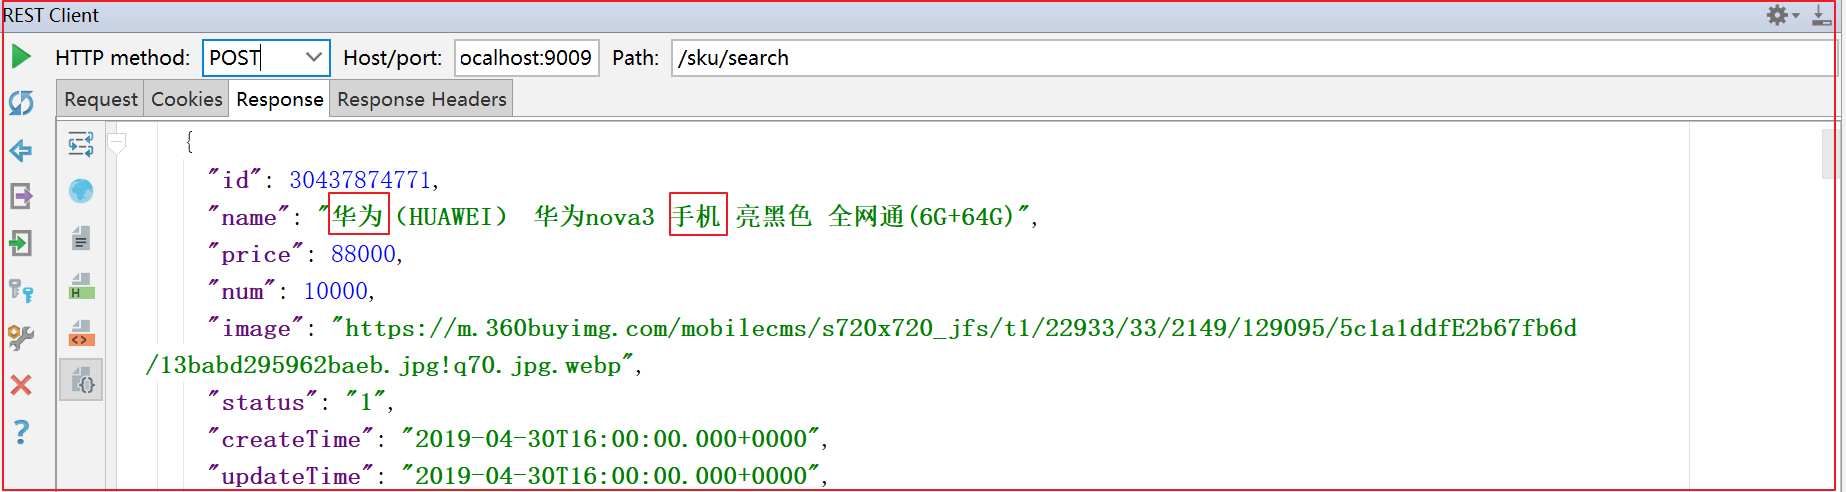 REST Client
HTTP method: POST Host/port: ocalhost:9009 Path: /sku/search
Request Cookies Response Response Headers
{
"id": 30437874771,
"name": "华为（HUAWEI） 华为nova3 手机 亮黑色 全网通(6G+64G)",
"price": 88000,
"num": 10000,
"image": "https://m.360buyimg.com/mobilecms/s720x720_jfs/t1/22933/33/2149/129095/5c1a1ddfE2b67fb6d
/13babd295962baeb.jpg!q70.jpg.webp",
"status": "1",
"createTime": "2019-04-30T16:00:00.000+0000",
"updateTime": "2019-04-30T16:00:00.000+0000",